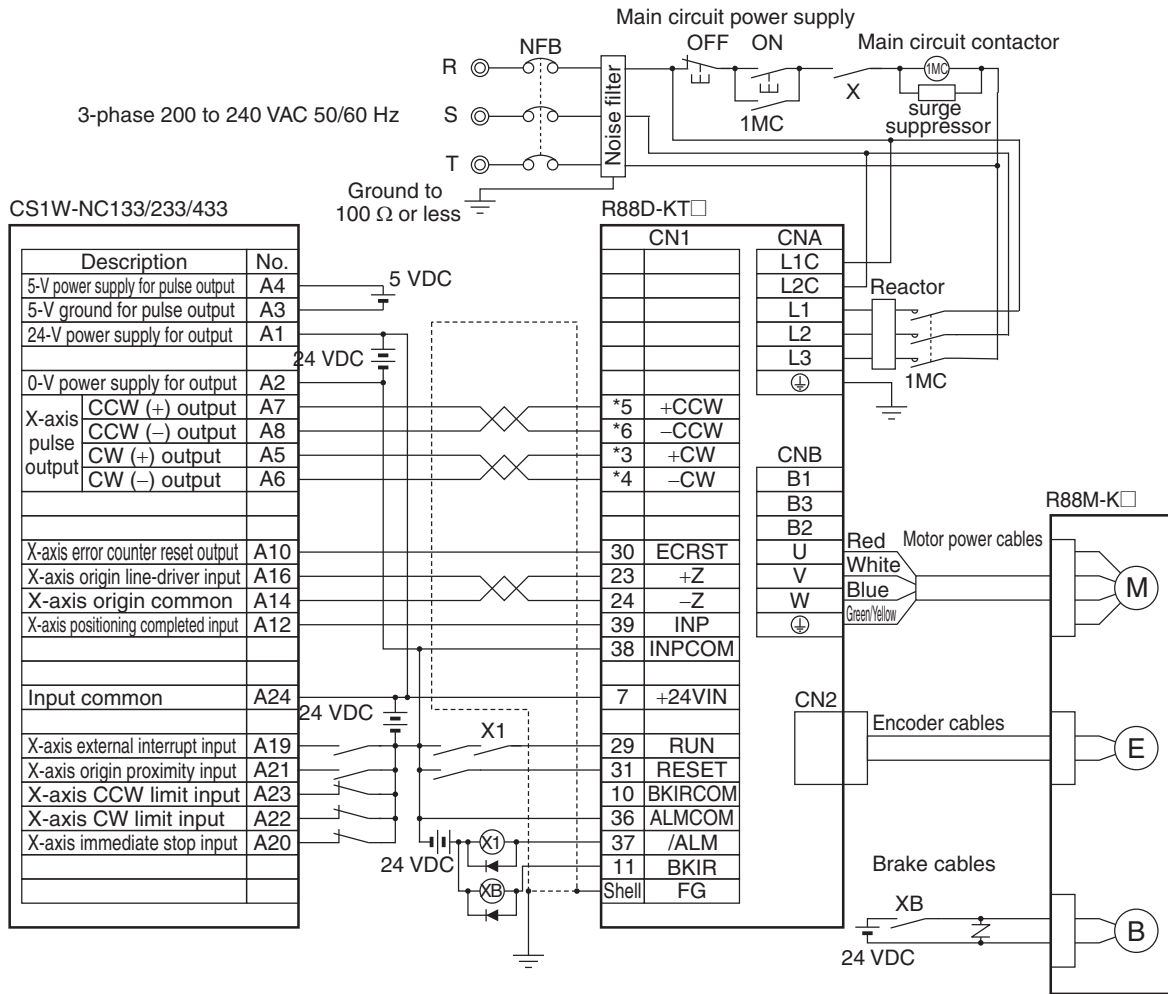 Main circuit power supply
NFB
OFF ON
Main circuit contactor
R
1MC
X
surge
suppressor
1MC
3-phase 200 to 240 VAC 50/60 Hz
S
Noise filter
T
Ground to
100 Ω or less
CS1W-NC133/233/433
R88D-KT□
CN1
CNA
Description No.
L1C
5-V power supply for pulse output A4
5 VDC
L2C
Reactor
5-V ground for pulse output A3
L1
24-V power supply for output A1
L2
24 VDC
L3
1MC
0-V power supply for output A2
X-axis pulse output
CCW (+) output A7
*5 +CCW
CCW (−) output A8
*6 −CCW
CW (+) output A5
*3 +CW
CNB
CW (−) output A6
*4 −CW
B1
B3
R88M-K□
B2
X-axis error counter reset output A10
30 ECRST
U
Red
Motor power cables
X-axis origin line-driver input A16
23 +Z
V
White
X-axis origin common A14
24 −Z
W
Blue
M
X-axis positioning completed input A12
39 INP
Green/Yellow
38 INPCOM
Input common A24
7 +24VIN
CN2
24 VDC
Encoder cables
X-axis external interrupt input A19
X1
29 RUN
E
X-axis origin proximity input A21
31 RESET
X-axis CCW limit input A23
10 BKIRCOM
X-axis CW limit input A22
36 ALMCOM
X-axis immediate stop input A20
X1
37 /ALM
24 VDC
11 BKIR
Brake cables
XB
Shell FG
XB
B
24 VDC